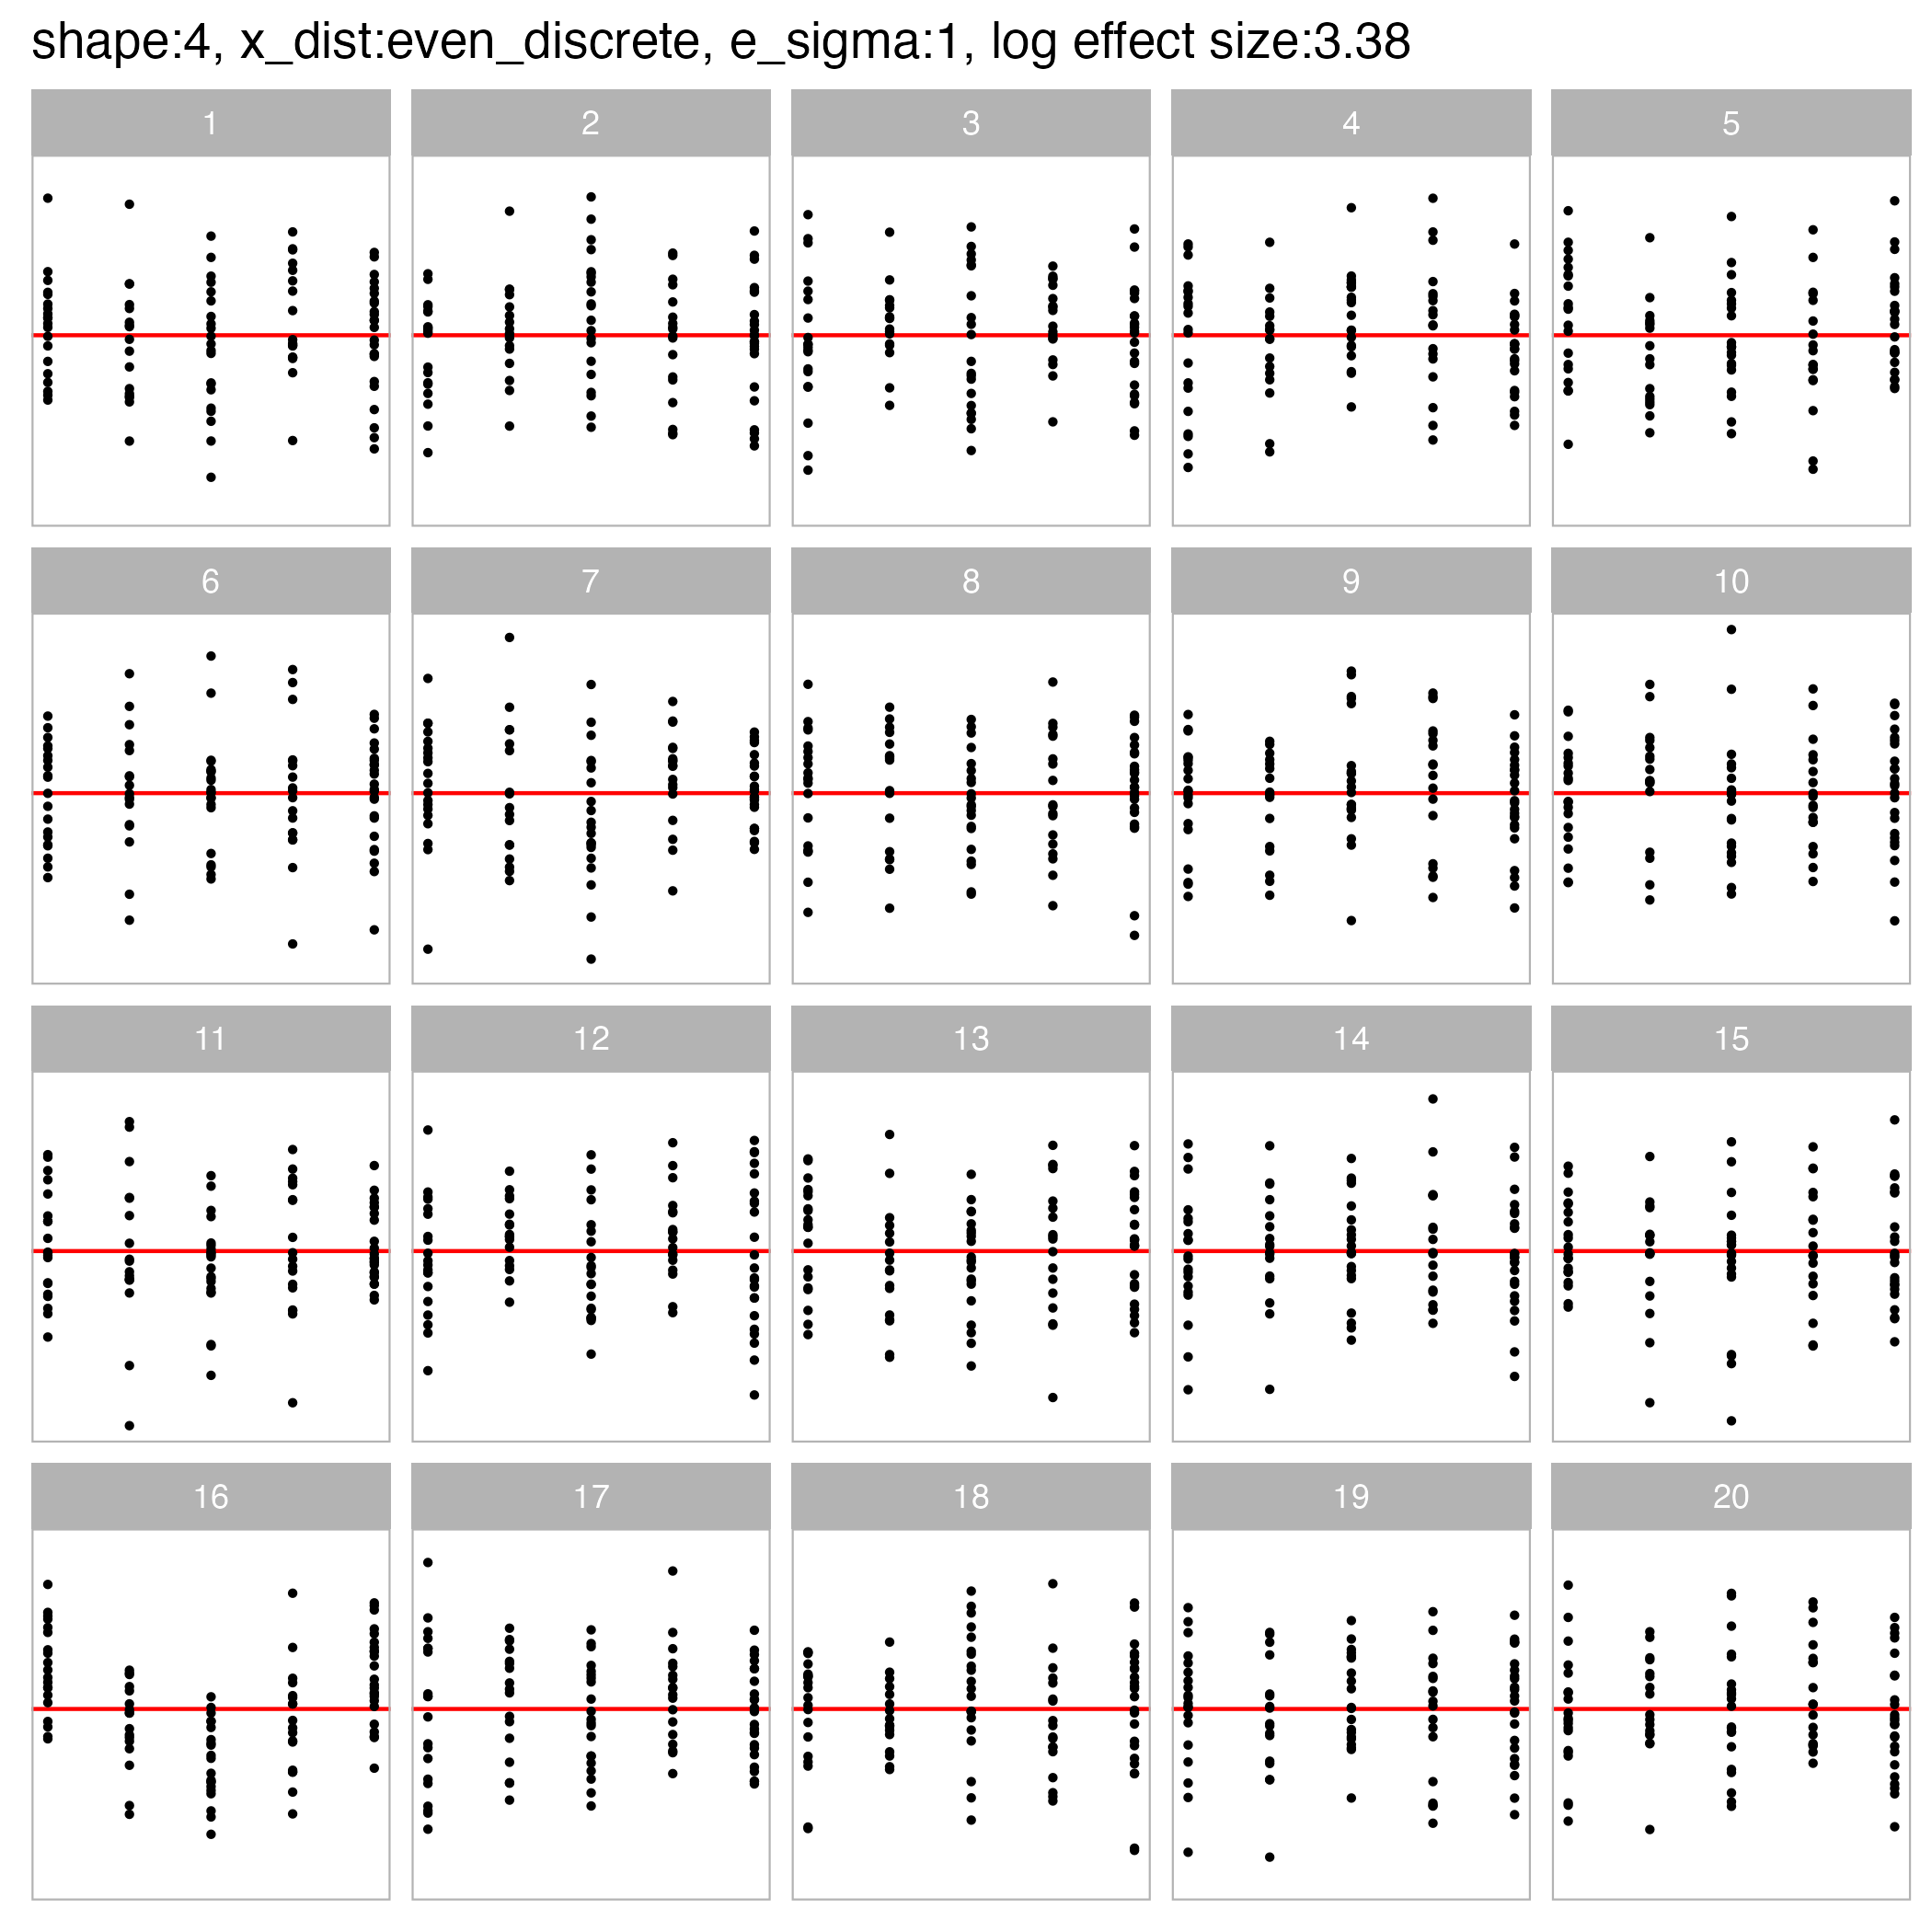 shape:4, x_dist:even_discrete, e_sigma:1, log effect size:3.38
1 2 3 4 5
6 7 8 9 10
11 12 13 14 15
16 17 18 19 20